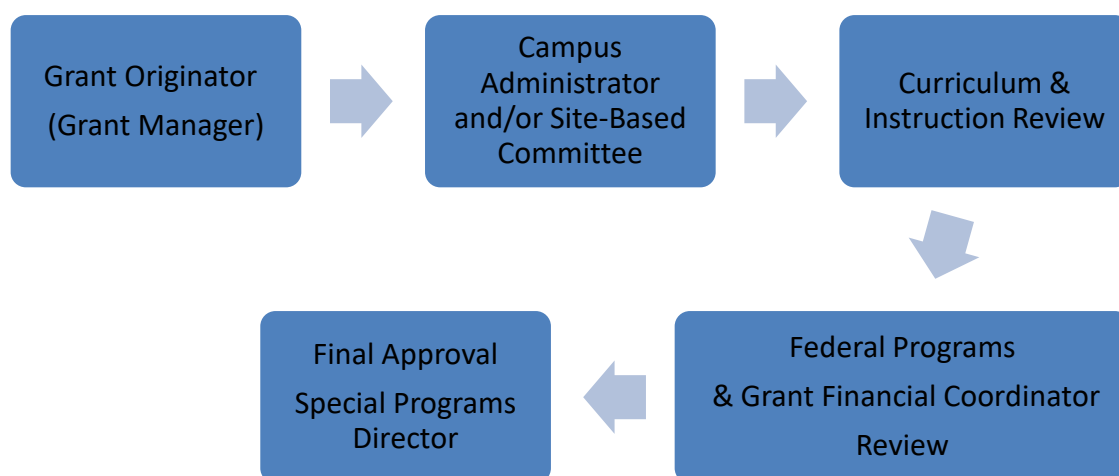 Grant Originator
(Grant Manager)
Campus
Administrator
and/or Site-Based
Committee
Curriculum &
Instruction Review
Federal Programs
& Grant Financial Coordinator
Review
Final Approval
Special Programs
Director